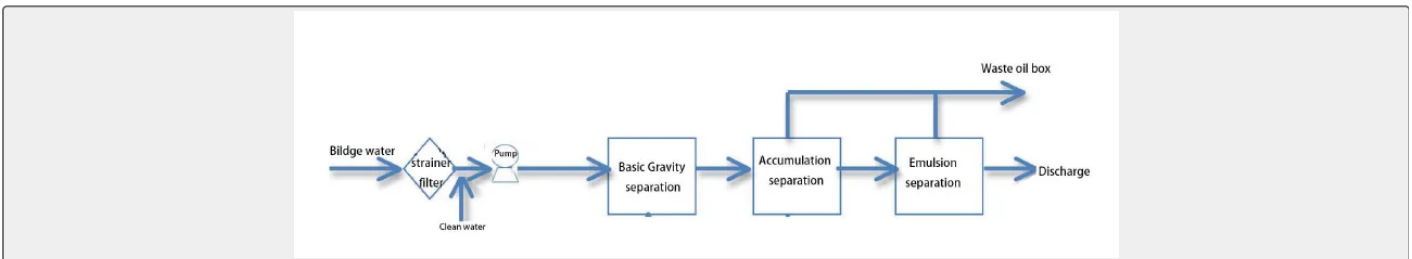 Waste oil box
Bildge water
strainer
filter
Pump
Clean water
Basic Gravity
separation
Accumulation
separation
Emulsion
separation
Discharge